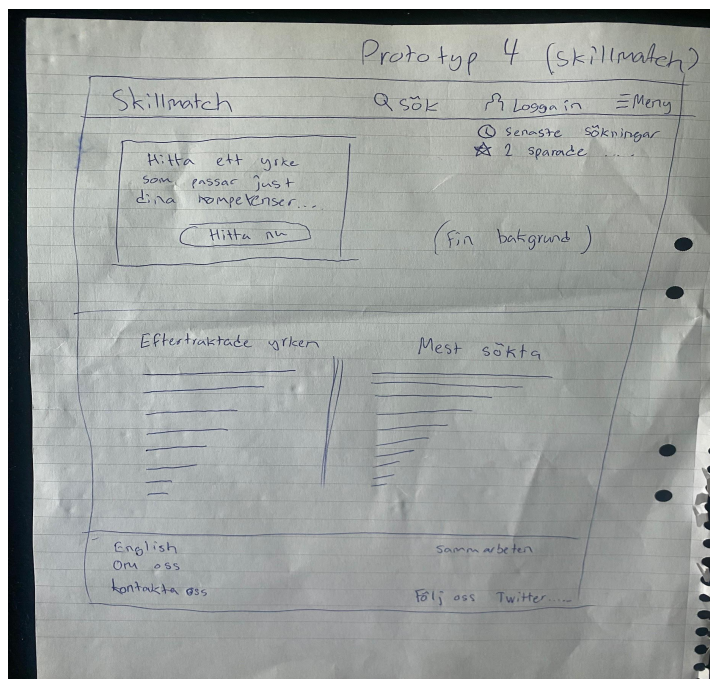 Prototyp 4 (skillmatch)
Skillmatch
sök
Logga in
Meny
senaste sökningar
2 sparade .....
Hitta ett yrke
som passar just
dina kompetenser...
Hitta nu
(fin bakgrund)
Eftertraktade yrken
Mest sökta
English
Om oss
kontakta oss
sammarbeten
Följ oss Twitter.....